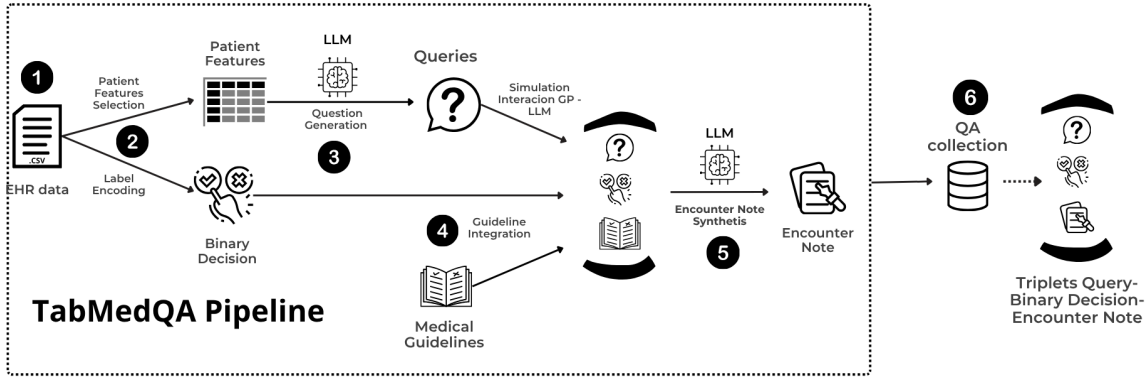 1
.CSV
EHR data
Patient
Features
Selection
2
Label
Encoding
Patient
Features
LLM
Question
Generation
3
Queries
?
Binary
Decision
Simulation
Interacion GP -
LLM
4
Guideline
Integration
Medical
Guidelines
?
LLM
Encounter Note
Synthetis
5
Encounter
Note
TabMedQA Pipeline
6
QA
collection
?
Triplets Query-
Binary Decision-
Encounter Note